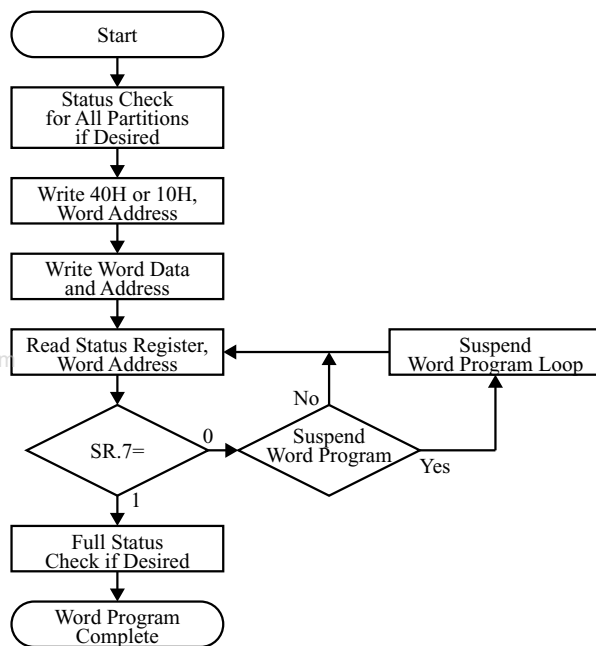 Start
Status Check
for All Partitions
if Desired
Write 40H or 10H,
Word Address
Write Word Data
and Address
Read Status Register,
Word Address
Suspend
Word Program Loop
No
SR.7=
0
Suspend
Word Program
Yes
1
Full Status
Check if Desired
Word Program
Complete